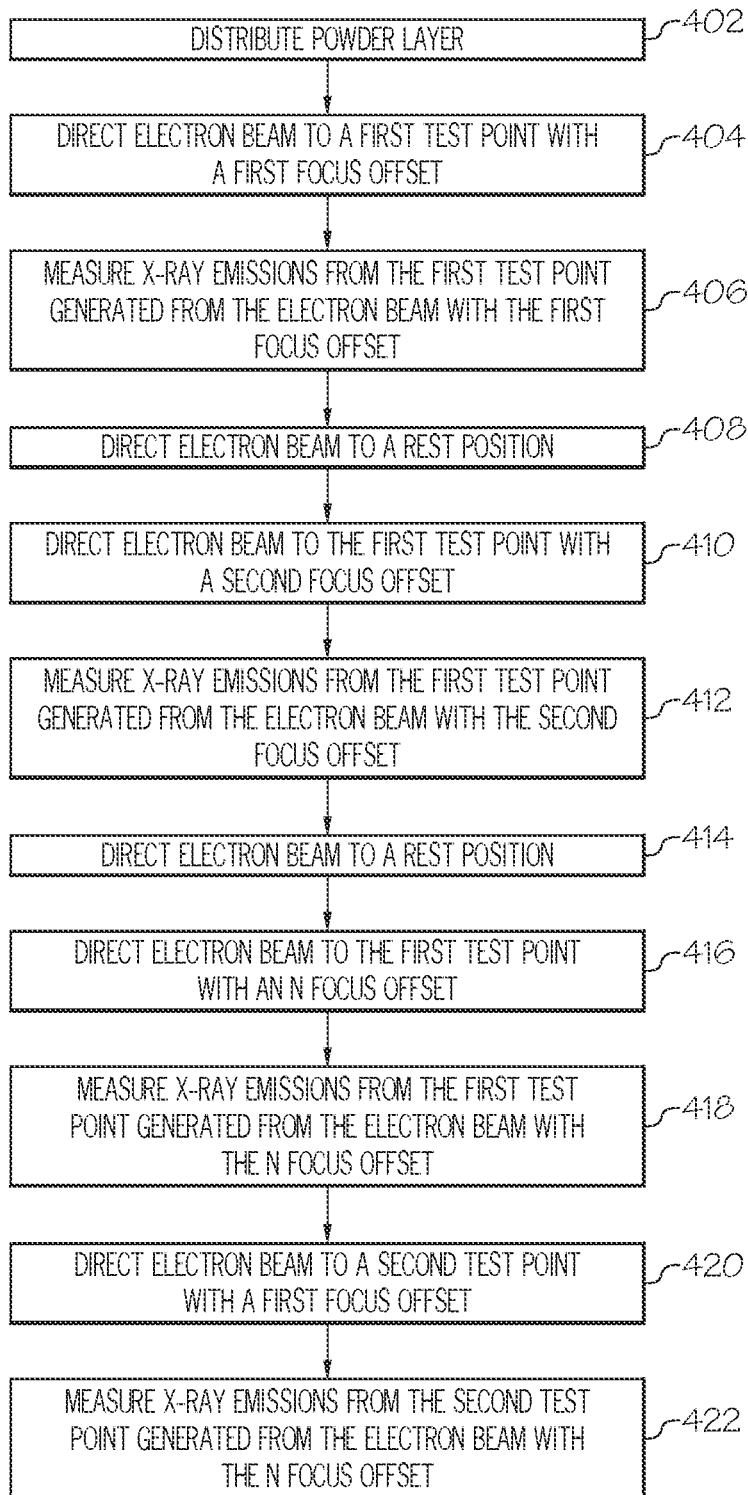 DISTRIBUTE POWDER LAYER
402
DIRECT ELECTRON BEAM TO A FIRST TEST POINT WITH
A FIRST FOCUS OFFSET
404
MEASURE X-RAY EMISSIONS FROM THE FIRST TEST POINT
GENERATED FROM THE ELECTRON BEAM WITH THE FIRST
FOCUS OFFSET
406
DIRECT ELECTRON BEAM TO A REST POSITION
408
DIRECT ELECTRON BEAM TO THE FIRST TEST POINT WITH
A SECOND FOCUS OFFSET
410
MEASURE X-RAY EMISSIONS FROM THE FIRST TEST POINT
GENERATED FROM THE ELECTRON BEAM WITH THE SECOND
FOCUS OFFSET
412
DIRECT ELECTRON BEAM TO A REST POSITION
414
DIRECT ELECTRON BEAM TO THE FIRST TEST POINT
WITH AN N FOCUS OFFSET
416
MEASURE X-RAY EMISSIONS FROM THE FIRST TEST
POINT GENERATED FROM THE ELECTRON BEAM WITH
THE N FOCUS OFFSET
418
DIRECT ELECTRON BEAM TO A SECOND TEST POINT
WITH A FIRST FOCUS OFFSET
420
MEASURE X-RAY EMISSIONS FROM THE SECOND TEST
POINT GENERATED FROM THE ELECTRON BEAM WITH
THE N FOCUS OFFSET
422